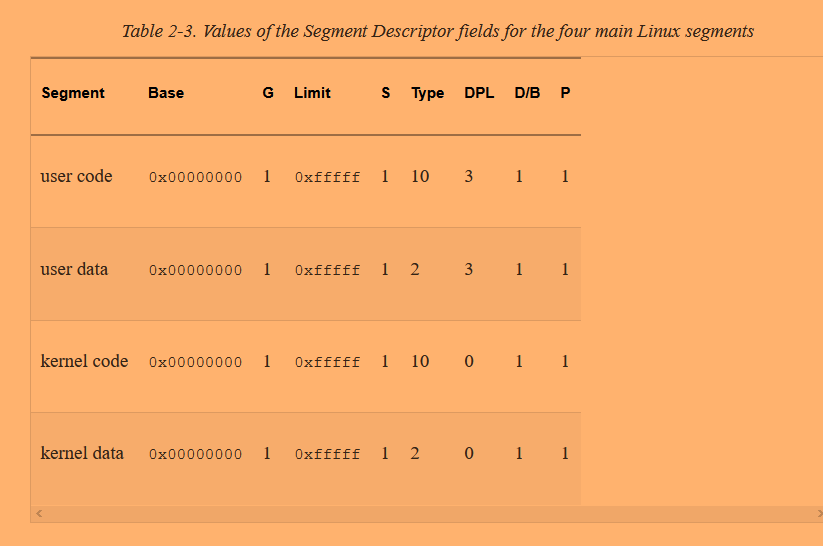 Table 2-3. Values of the Segment Descriptor fields for the four main Linux segments
Segment Base G Limit S Type DPL D/B P
user code 0x00000000 1 0xfffff 1 10 3 1 1
user data 0x00000000 1 0xfffff 1 2 3 1 1
kernel code 0x00000000 1 0xfffff 1 10 0 1 1
kernel data 0x00000000 1 0xfffff 1 2 0 1 1